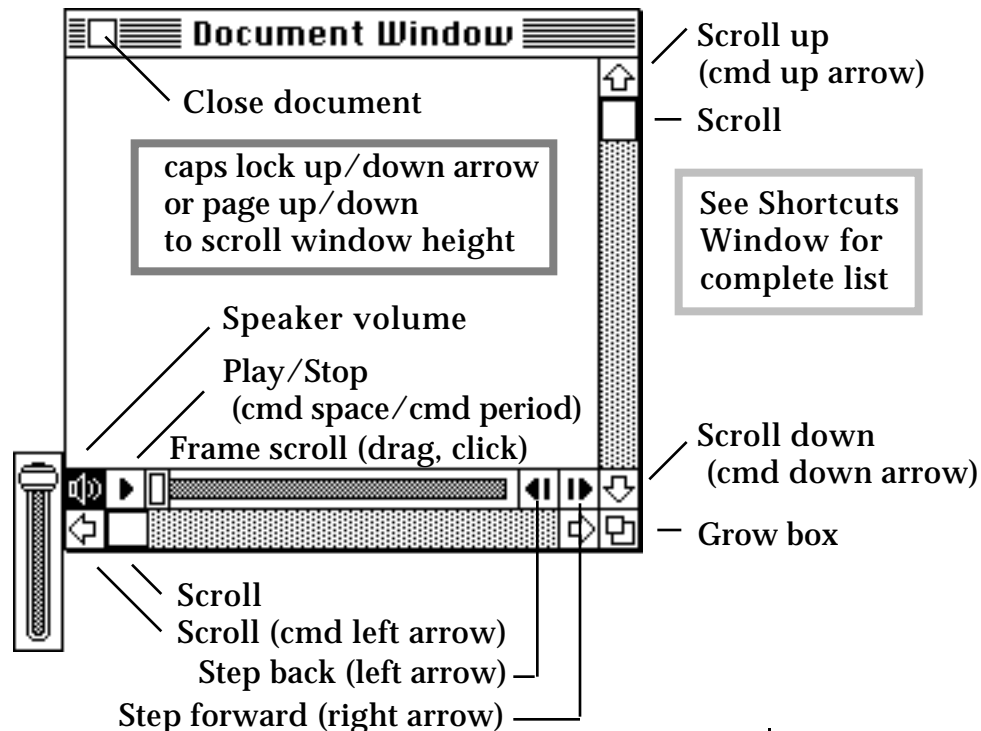 Document Window
Scroll up
(cmd up arrow)
Close document
Scroll
caps lock up/down arrow
or page up/down
to scroll window height
See Shortcuts
Window for
complete list
Speaker volume
Play/Stop
(cmd space/cmd period)
Frame scroll (drag, click)
Scroll down
(cmd down arrow)
Grow box
Scroll
Scroll (cmd left arrow)
Step back (left arrow)
Step forward (right arrow)